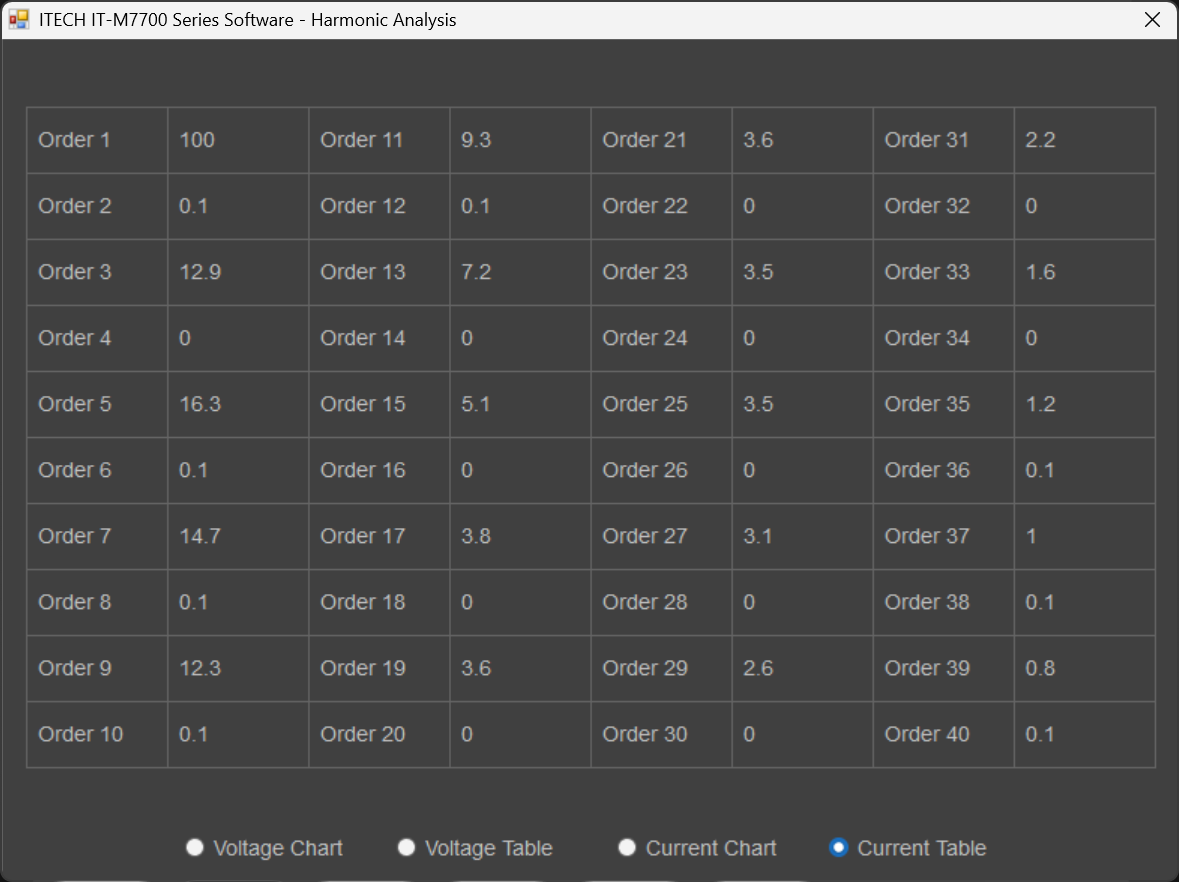 ITECH IT-M7700 Series Software - Harmonic Analysis
Order 1 100 Order 11 9.3 Order 21 3.6 Order 31 2.2
Order 2 0.1 Order 12 0.1 Order 22 0 Order 32 0
Order 3 12.9 Order 13 7.2 Order 23 3.5 Order 33 1.6
Order 4 0 Order 14 0 Order 24 0 Order 34 0
Order 5 16.3 Order 15 5.1 Order 25 3.5 Order 35 1.2
Order 6 0.1 Order 16 0 Order 26 0 Order 36 0.1
Order 7 14.7 Order 17 3.8 Order 27 3.1 Order 37 1
Order 8 0.1 Order 18 0 Order 28 0 Order 38 0.1
Order 9 12.3 Order 19 3.6 Order 29 2.6 Order 39 0.8
Order 10 0.1 Order 20 0 Order 30 0 Order 40 0.1
Voltage Chart Voltage Table Current Chart Current Table